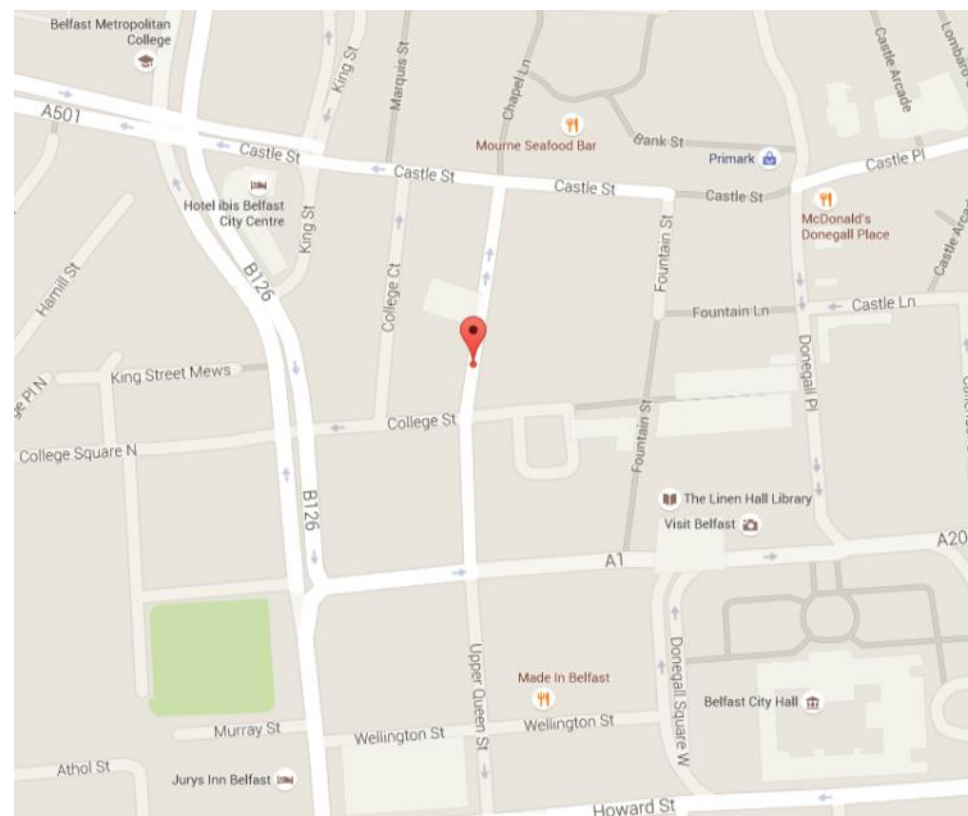 Belfast Metropolitan
College
King St
Marquis St
Chapel Ln
Castle Arcade
A501
Castle St
Mourne Seafood Bar
Bank St
Primark
Castle Pl
Castle St
Castle St
Castle St
Hotel ibis Belfast
City Centre
McDonald's
Donegall Place
King St
Fountain St
Castle
Hamill St
B126
College Ct
Fountain Ln
Castle Ln
Donegall Pl
King Street Mews
College St
Fountain St
College Square N
B126
The Linen Hall Library
Visit Belfast
A1
A20
Upper Queen St
Donegall Square W
Made In Belfast
Belfast City Hall
Murray St
Wellington St
Wellington St
Athol St
Jurys Inn Belfast
Howard St